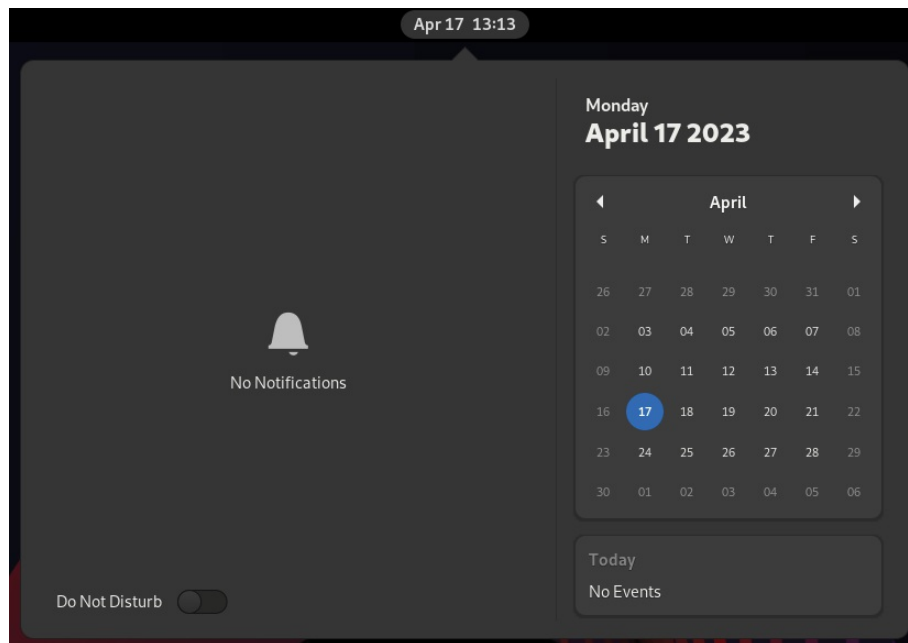 Apr 17 13:13
No Notifications
Do Not Disturb
Monday
April 17 2023
April
S M T W T F S
26 27 28 29 30 31 01
02 03 04 05 06 07 08
09 10 11 12 13 14 15
16 17 18 19 20 21 22
23 24 25 26 27 28 29
30 01 02 03 04 05 06
Today
No Events